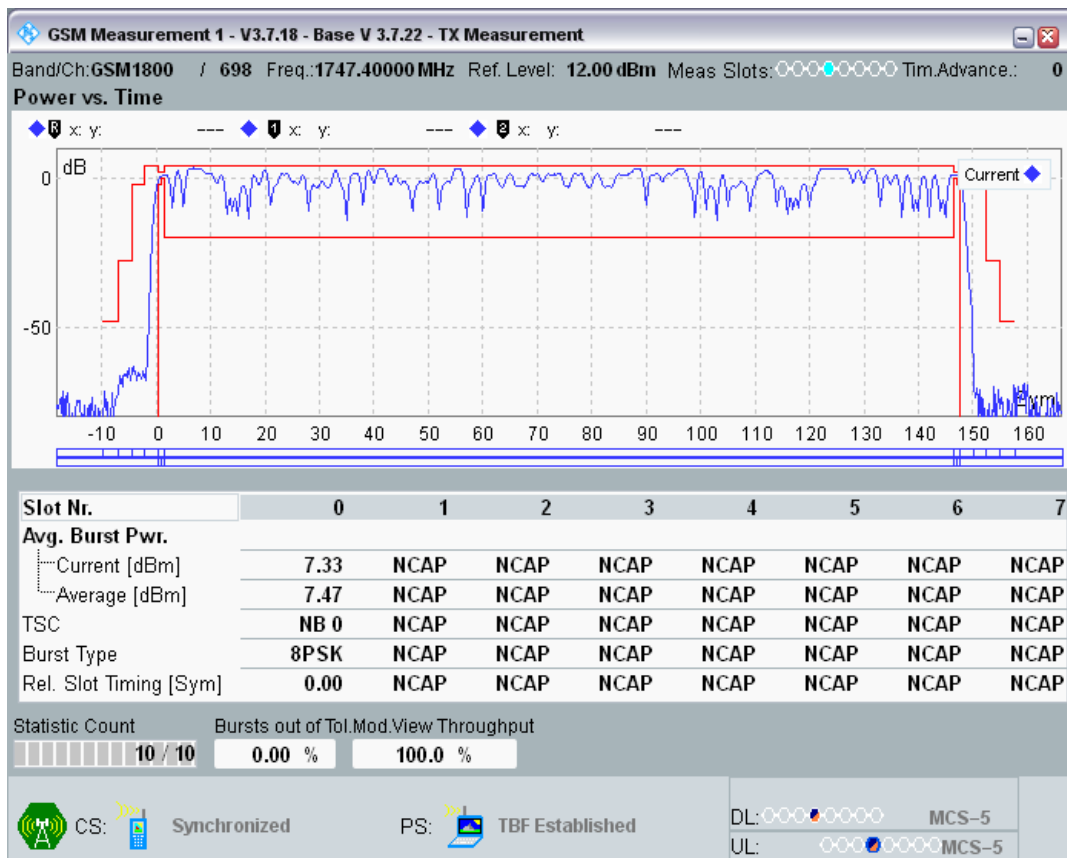 GSM Measurement 1 - V3.7.18 - Base V 3.7.22 - TX Measurement
Band/Ch:GSM1800 / 698 Freq.:1747.40000 MHz Ref. Level: 12.00 dBm Meas Slots: Tim.Advance.: 0
Power vs. Time
R x: y: --- 1 x: y: --- 2 x: y: ---
dB
0
Current
-50
Sym
-10 0 10 20 30 40 50 60 70 80 90 100 110 120 130 140 150 160
Slot Nr. 0 1 2 3 4 5 6 7
Avg. Burst Pwr.
Current [dBm] 7.33 NCAP NCAP NCAP NCAP NCAP NCAP NCAP
Average [dBm] 7.47 NCAP NCAP NCAP NCAP NCAP NCAP NCAP
TSC NB 0 NCAP NCAP NCAP NCAP NCAP NCAP NCAP
Burst Type 8PSK NCAP NCAP NCAP NCAP NCAP NCAP NCAP
Rel. Slot Timing [Sym] 0.00 NCAP NCAP NCAP NCAP NCAP NCAP NCAP
Statistic Count Bursts out of Tol. Mod.View Throughput
10 / 10 0.00 % 100.0 %
CS: Synchronized PS: TBF Established
DL: MCS-5
UL: MCS-5